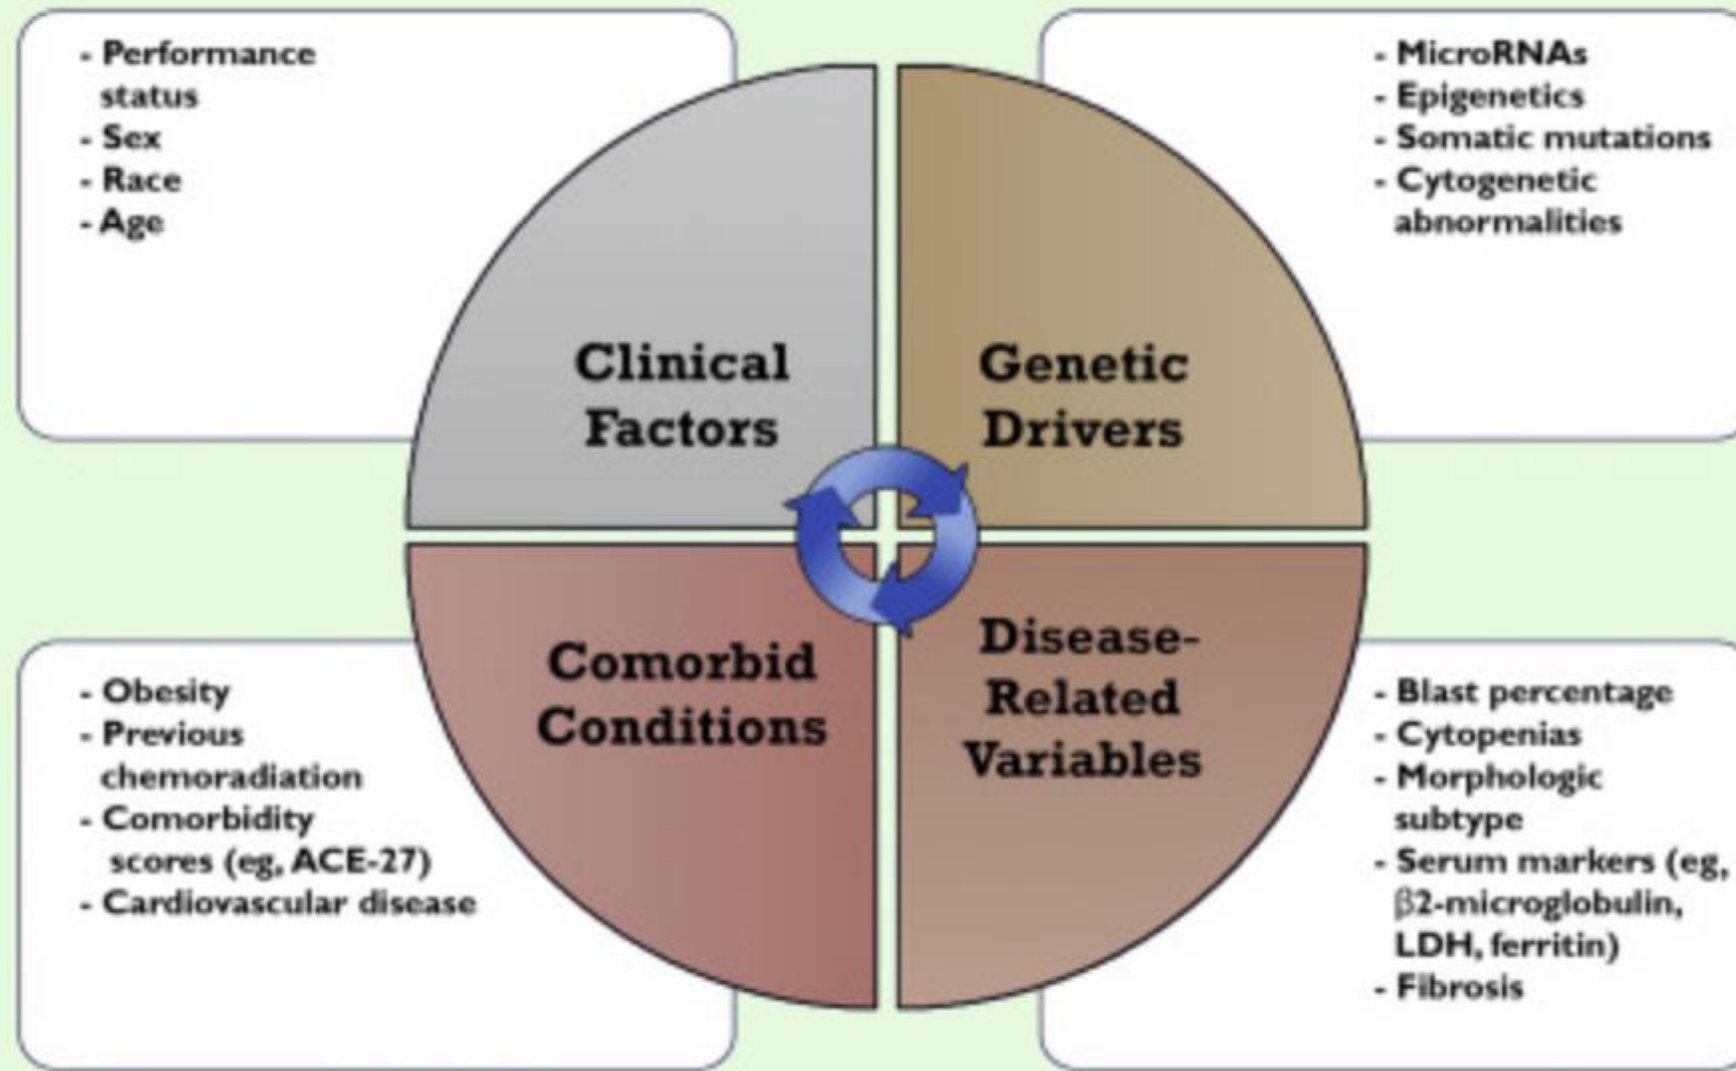 - Performance
status
- Sex
- Race
- Age
- MicroRNAs
- Epigenetics
- Somatic mutations
- Cytogenetic
abnormalities
Clinical
Factors
Genetic
Drivers
Comorbid
Conditions
Disease-
Related
Variables
- Obesity
- Previous
chemoradiation
- Comorbidity
scores (eg, ACE-27)
- Cardiovascular disease
- Blast percentage
- Cytopenias
- Morphologic
subtype
- Serum markers (eg,
β2-microglobulin,
LDH, ferritin)
- Fibrosis